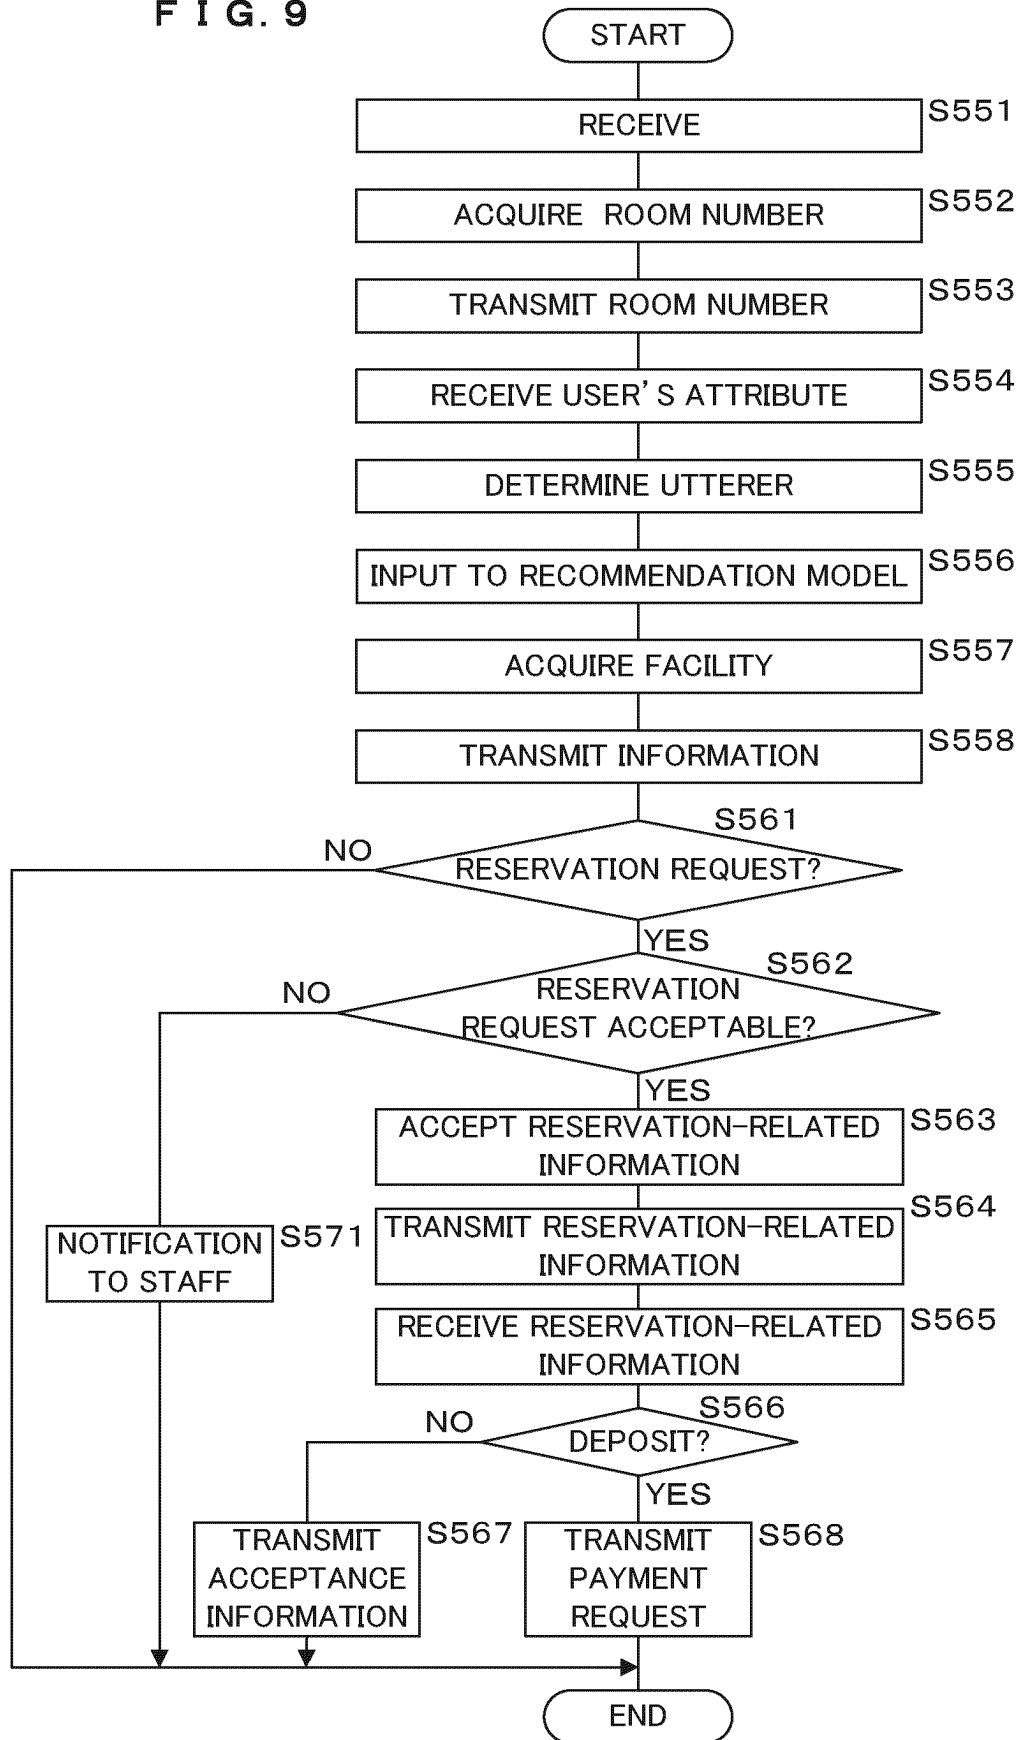 FIG. 9
START
RECEIVE
S551
ACQUIRE ROOM NUMBER
S552
TRANSMIT ROOM NUMBER
S553
RECEIVE USER'S ATTRIBUTE
S554
DETERMINE UTTERER
S555
INPUT TO RECOMMENDATION MODEL
S556
ACQUIRE FACILITY
S557
TRANSMIT INFORMATION
S558
S561
NO
RESERVATION REQUEST?
YES
S562
NO
RESERVATION
REQUEST ACCEPTABLE?
YES
ACCEPT RESERVATION-RELATED
INFORMATION
S563
TRANSMIT RESERVATION-RELATED
INFORMATION
S564
NOTIFICATION
TO STAFF
S571
RECEIVE RESERVATION-RELATED
INFORMATION
S565
S566
NO
DEPOSIT?
YES
TRANSMIT
ACCEPTANCE
INFORMATION
S567
TRANSMIT
PAYMENT
REQUEST
S568
END